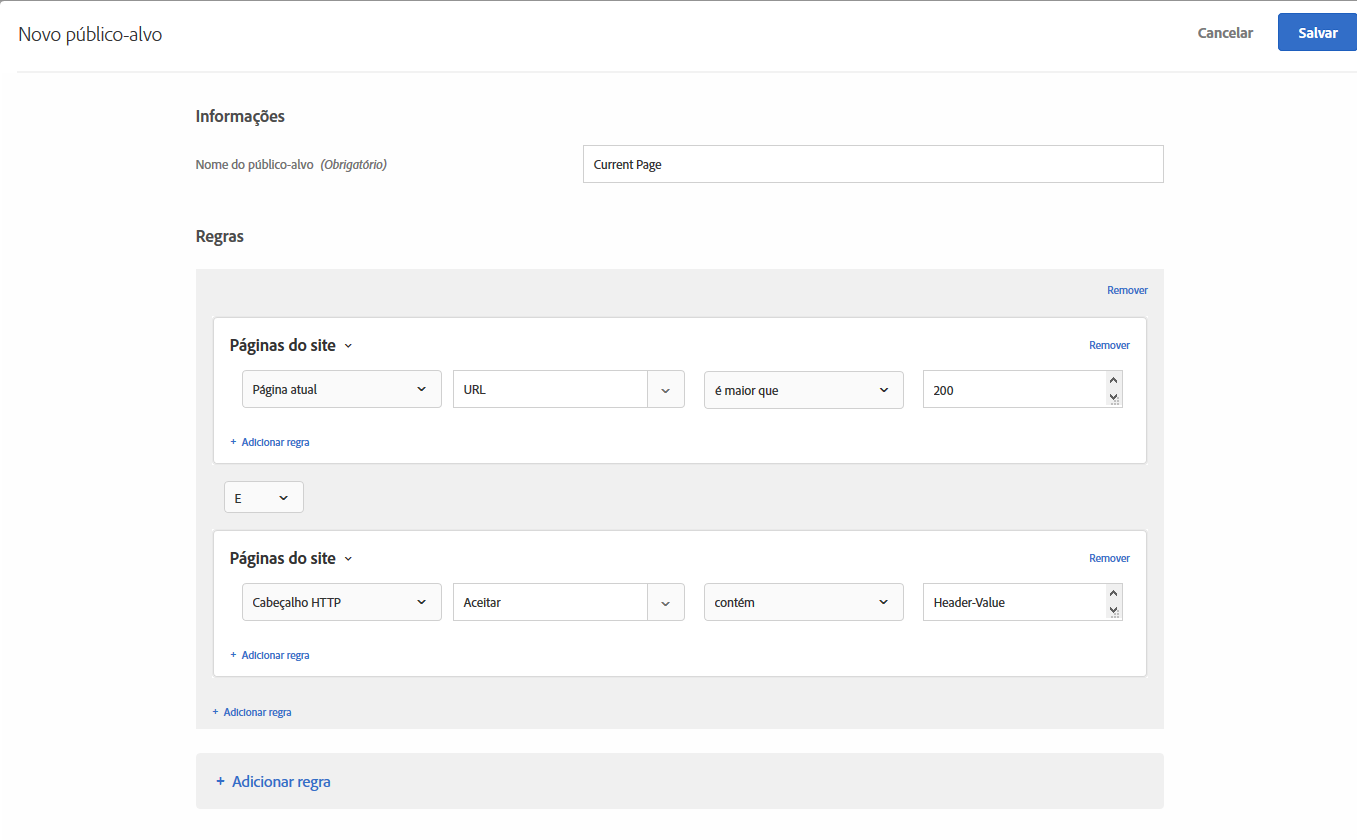 Novo público-alvo
Cancelar
Salvar
Informações
Nome do público-alvo (Obrigatório)
Current Page
Regras
Remover
Páginas do site
Remover
Página atual
URL
é maior que
200
+ Adicionar regra
E
Páginas do site
Remover
Cabeçalho HTTP
Aceitar
contém
Header-Value
+ Adicionar regra
+ Adicionar regra
+ Adicionar regra